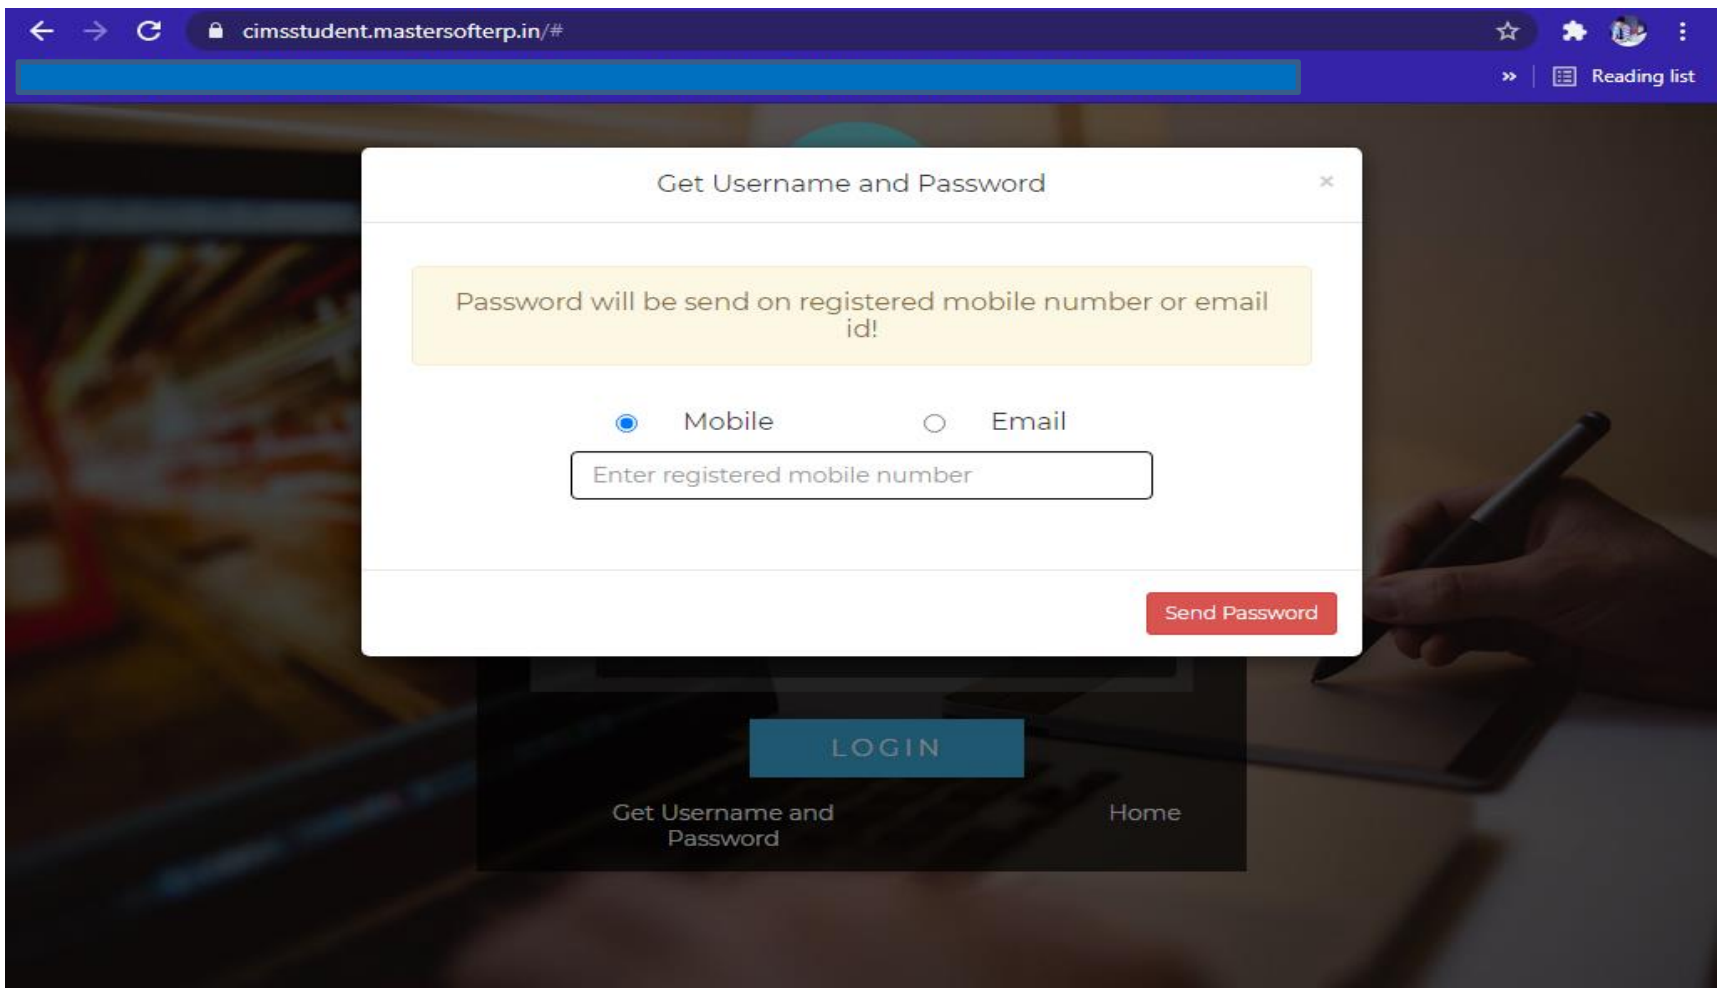 cimsstudent.mastersofterp.in/#
» Reading list
Get Username and Password ×
Password will be send on registered mobile number or email
id!
Mobile Email
Enter registered mobile number
Send Password
LOGIN
Get Username and Home
Password